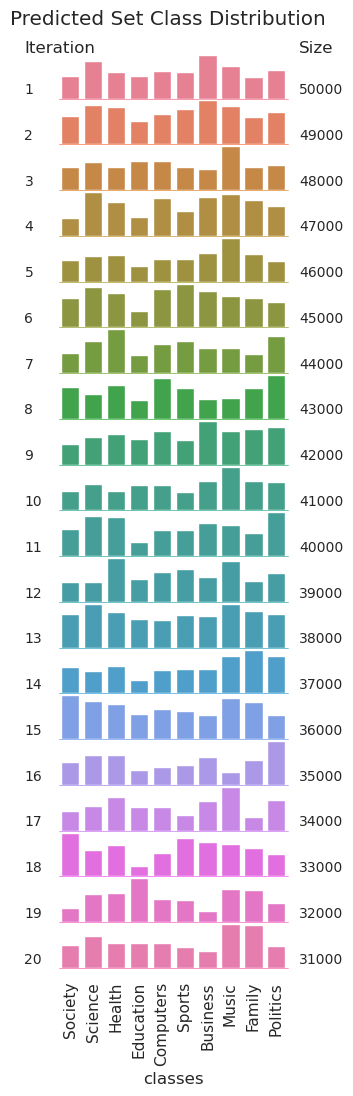 Predicted Set Class Distribution
Iteration Size
1 50000
2 49000
3 48000
4 47000
5 46000
6 45000
7 44000
8 43000
9 42000
10 41000
11 40000
12 39000
13 38000
14 37000
15 36000
16 35000
17 34000
18 33000
19 32000
20 31000
Society
Science
Health
Education
Computers
Sports
Business
Music
Family
Politics
classes